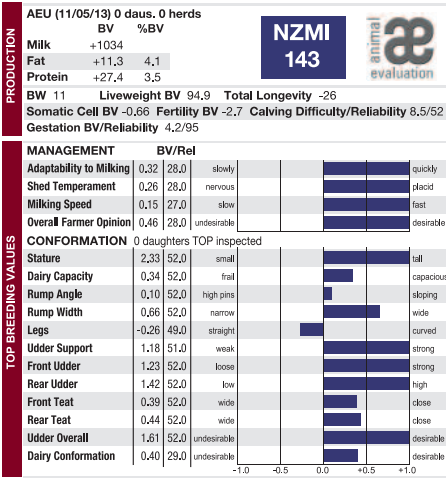 AEU (11/05/13) 0 daus. 0 herds
BV %BV
Milk +1034
Fat +11.3 4.1
Protein +27.4 3.5
NZMI
143
animal
ae
evaluation
PRODUCTION
BW 11 Liveweight BV 94.9 Total Longevity -26
Somatic Cell BV -0.66 Fertility BV -2.7 Calving Difficulty/Reliability 8.5/52
Gestation BV/Reliability 4.2/95
TOP BREEDING VALUES
MANAGEMENT BV/Rel
Adaptability to Milking 0.32 28.0 slowly quickly
Shed Temperament 0.26 28.0 nervous placid
Milking Speed 0.15 27.0 slow fast
Overall Farmer Opinion 0.46 28.0 undesirable desirable
CONFORMATION 0 daughters TOP inspected
Stature 2.33 52.0 small tall
Dairy Capacity 0.34 52.0 frail capacious
Rump Angle 0.10 52.0 high pins sloping
Rump Width 0.66 52.0 narrow wide
Legs -0.26 49.0 straight curved
Udder Support 1.18 51.0 weak strong
Front Udder 1.23 52.0 loose strong
Rear Udder 1.42 52.0 low high
Front Teat 0.39 52.0 wide close
Rear Teat 0.44 52.0 wide close
Udder Overall 1.61 52.0 undesirable desirable
Dairy Conformation 0.40 29.0 undesirable desirable
-1.0 -0.5 0.0 +0.5 +1.0